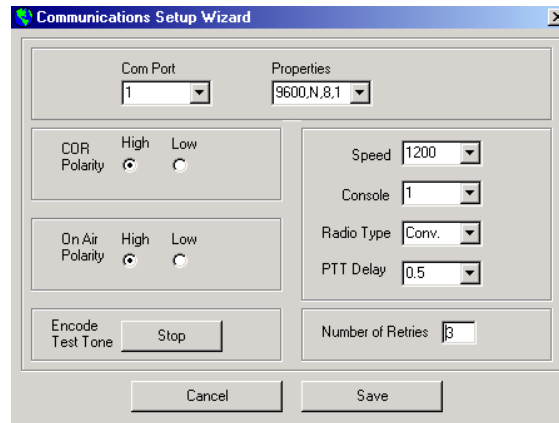 Communications Setup Wizard
Com Port
1
Properties
9600,N,8,1
COR Polarity
High
Low
Speed
1200
Console
1
Radio Type
Conv.
PTT Delay
0.5
On Air Polarity
High
Low
Encode Test Tone
Stop
Number of Retries
3
Cancel
Save